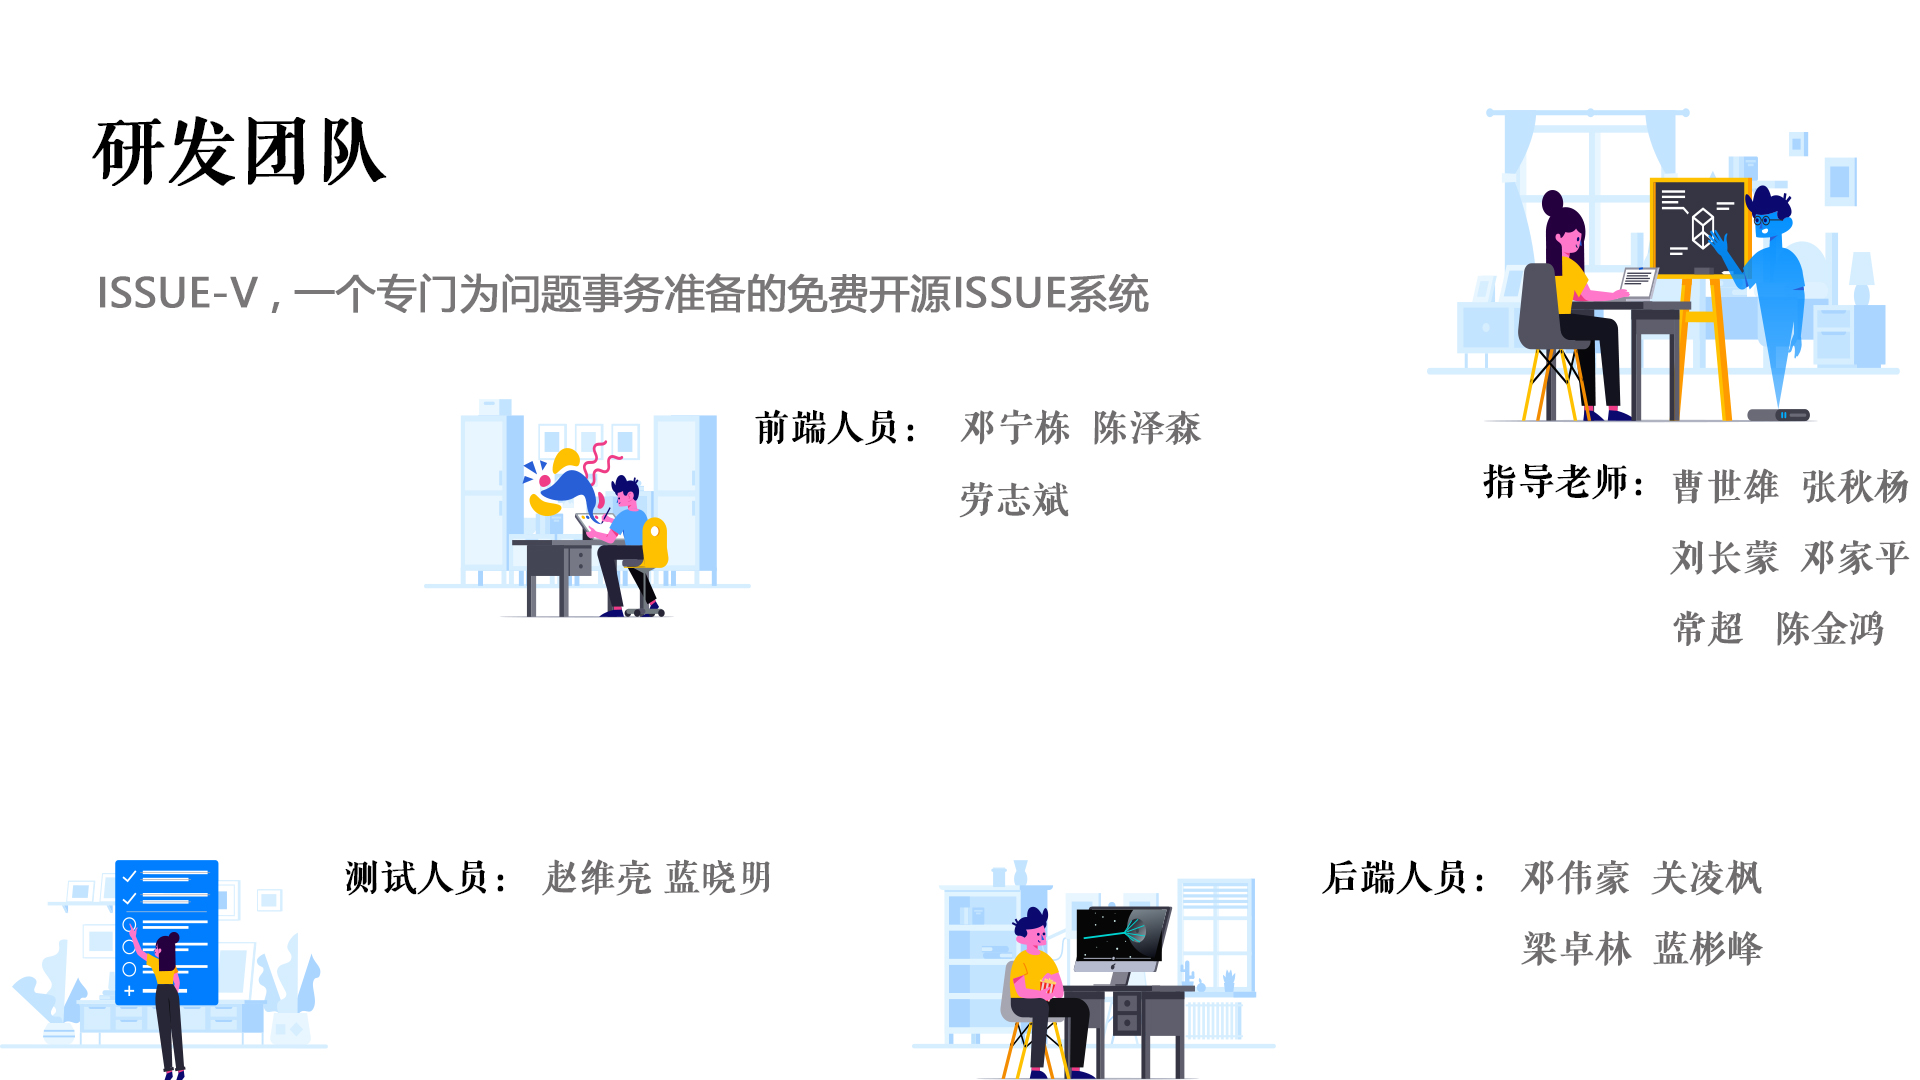 研发团队
ISSUE-V，一个专门为问题事务准备的免费开源ISSUE系统
前端人员： 邓宁栋 陈泽森
劳志斌
指导老师： 曹世雄 张秋杨
刘长蒙 邓家平
常超 陈金鸿
测试人员： 赵维亮 蓝晓明
后端人员： 邓伟豪 关凌枫
梁卓林 蓝彬峰